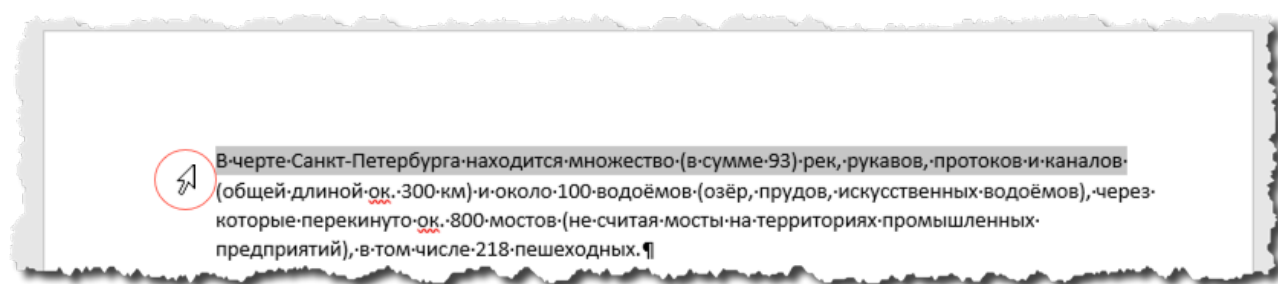 В черте Санкт-Петербурга находится множество (в сумме 93) рек, рукавов, протоков и каналов
(общей длиной ок. 300 км) и около 100 водоёмов (озёр, прудов, искусственных водоёмов), через
которые перекинуто ок. 800 мостов (не считая мосты на территориях промышленных
предприятий), в том числе 218 пешеходных.¶